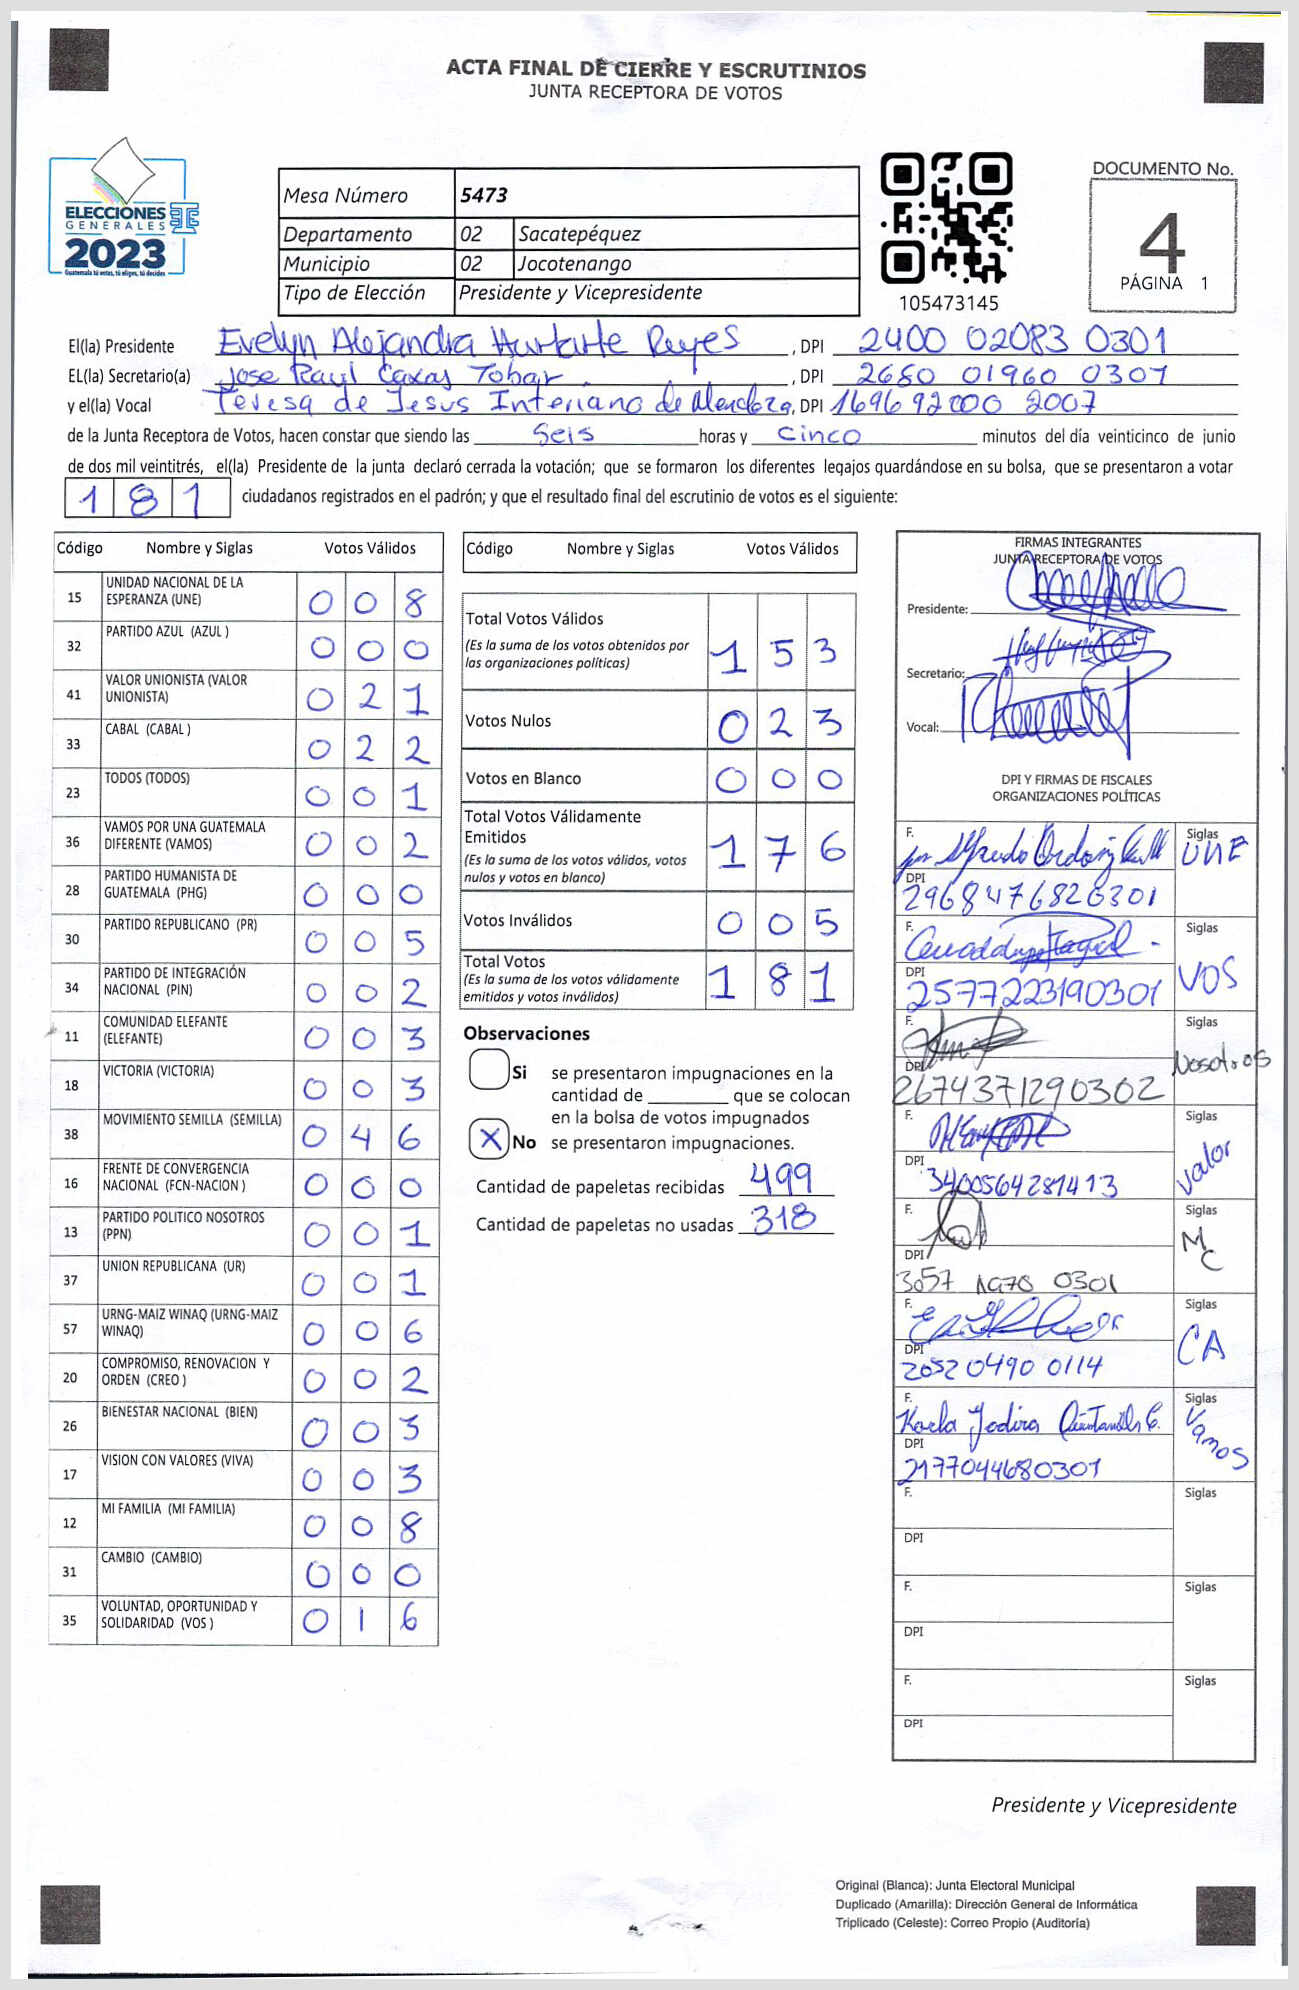 ACTA FINAL DE CIERRE Y ESCRUTINIOS
JUNTA RECEPTORA DE VOTOS
ELECCIONES
GENERALES
2023
Guatemala tú votas, tú eliges, tú decides
Mesa Número 5473
Departamento 02 Sacatepéquez
Municipio 02 Jocotenango
Tipo de Elección Presidente y Vicepresidente
105473145
DOCUMENTO No.
4
PÁGINA 1
El(la) Presidente Evelyn Alejandra Hurtarte Reyes, DPI 2400 02083 0301
EL(la) Secretario(a) Jose Raul Caxas Tobar, DPI 2680 01960 0301
y el(la) Vocal Teresa de Jesus Interiano de Mendoza, DPI 1696 92000 2007
de la Junta Receptora de Votos, hacen constar que siendo las seis horas y cinco minutos del día veinticinco de junio
de dos mil veintitrés, el(la) Presidente de la junta declaró cerrada la votación; que se formaron los diferentes legajos guardándose en su bolsa, que se presentaron a votar
181 ciudadanos registrados en el padrón; y que el resultado final del escrutinio de votos es el siguiente:
Código Nombre y Siglas Votos Válidos
15 UNIDAD NACIONAL DE LA ESPERANZA (UNE) 0 0 8
32 PARTIDO AZUL (AZUL ) 0 0 0
41 VALOR UNIONISTA (VALOR UNIONISTA) 0 2 1
33 CABAL (CABAL ) 0 2 2
23 TODOS (TODOS) 0 0 1
36 VAMOS POR UNA GUATEMALA DIFERENTE (VAMOS) 0 0 2
28 PARTIDO HUMANISTA DE GUATEMALA (PHG) 0 0 0
30 PARTIDO REPUBLICANO (PR) 0 0 5
34 PARTIDO DE INTEGRACIÓN NACIONAL (PIN) 0 0 2
11 COMUNIDAD ELEFANTE (ELEFANTE) 0 0 3
18 VICTORIA (VICTORIA) 0 0 3
38 MOVIMIENTO SEMILLA (SEMILLA) 0 4 6
16 FRENTE DE CONVERGENCIA NACIONAL (FCN-NACION ) 0 0 0
13 PARTIDO POLITICO NOSOTROS (PPN) 0 0 1
37 UNION REPUBLICANA (UR) 0 0 1
57 URNG-MAIZ WINAQ (URNG-MAIZ WINAQ) 0 0 6
20 COMPROMISO, RENOVACION Y ORDEN (CREO ) 0 0 2
26 BIENESTAR NACIONAL (BIEN) 0 0 3
17 VISION CON VALORES (VIVA) 0 0 3
12 MI FAMILIA (MI FAMILIA) 0 0 8
31 CAMBIO (CAMBIO) 0 0 0
35 VOLUNTAD, OPORTUNIDAD Y SOLIDARIDAD (VOS ) 0 1 6
Código Nombre y Siglas Votos Válidos
Total Votos Válidos 1 5 3
(Es la suma de los votos obtenidos por
las organizaciones políticas)
Votos Nulos 0 2 3
Votos en Blanco 0 0 0
Total Votos Válidamente
Emitidos 1 7 6
(Es la suma de los votos válidos, votos
nulos y votos en blanco)
Votos Inválidos 0 0 5
Total Votos 1 8 1
(Es la suma de los votos válidamente
emitidos y votos inválidos)
Observaciones
Si se presentaron impugnaciones en la
cantidad de ________ que se colocan
en la bolsa de votos impugnados
X No se presentaron impugnaciones.
Cantidad de papeletas recibidas 499
Cantidad de papeletas no usadas 318
FIRMAS INTEGRANTES
JUNTA RECEPTORA DE VOTOS
Presidente:
Secretario:
Vocal:
DPI Y FIRMAS DE FISCALES
ORGANIZACIONES POLÍTICAS
F. Siglas UNE
DPI 2968476820301
F. Siglas VOS
DPI 2577223190301
F. Siglas Nosotros
DPI 2674371290302
F. Siglas Valor
DPI 3400564281413
F. Siglas MC
DPI 3057 0301
F. Siglas CA
DPI 2052 0490 0114
F. Karla Siglas Vamos
DPI 2177044680301
F. Siglas
DPI
F. Siglas
DPI
F. Siglas
DPI
Presidente y Vicepresidente
Original (Blanca): Junta Electoral Municipal
Duplicado (Amarilla): Dirección General de Informática
Triplicado (Celeste): Correo Propio (Auditoría)